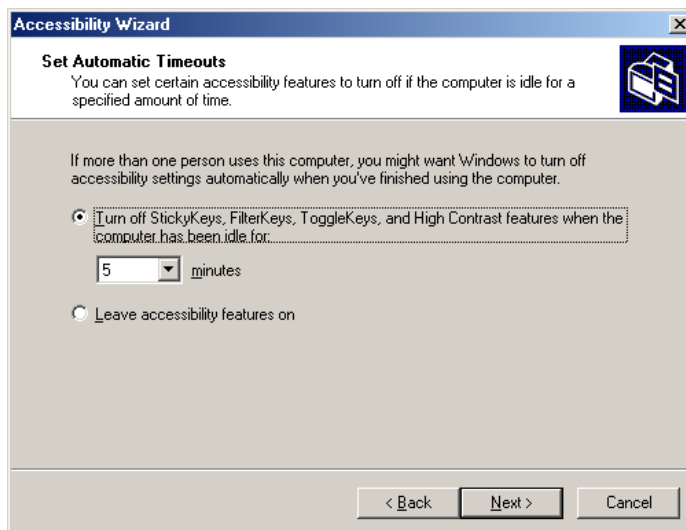 Accessibility Wizard
Set Automatic Timeouts
You can set certain accessibility features to turn off if the computer is idle for a
specified amount of time.
If more than one person uses this computer, you might want Windows to turn off
accessibility settings automatically when you've finished using the computer.
Turn off StickyKeys, FilterKeys, ToggleKeys, and High Contrast features when the
computer has been idle for:
5 minutes
Leave accessibility features on
< Back Next > Cancel